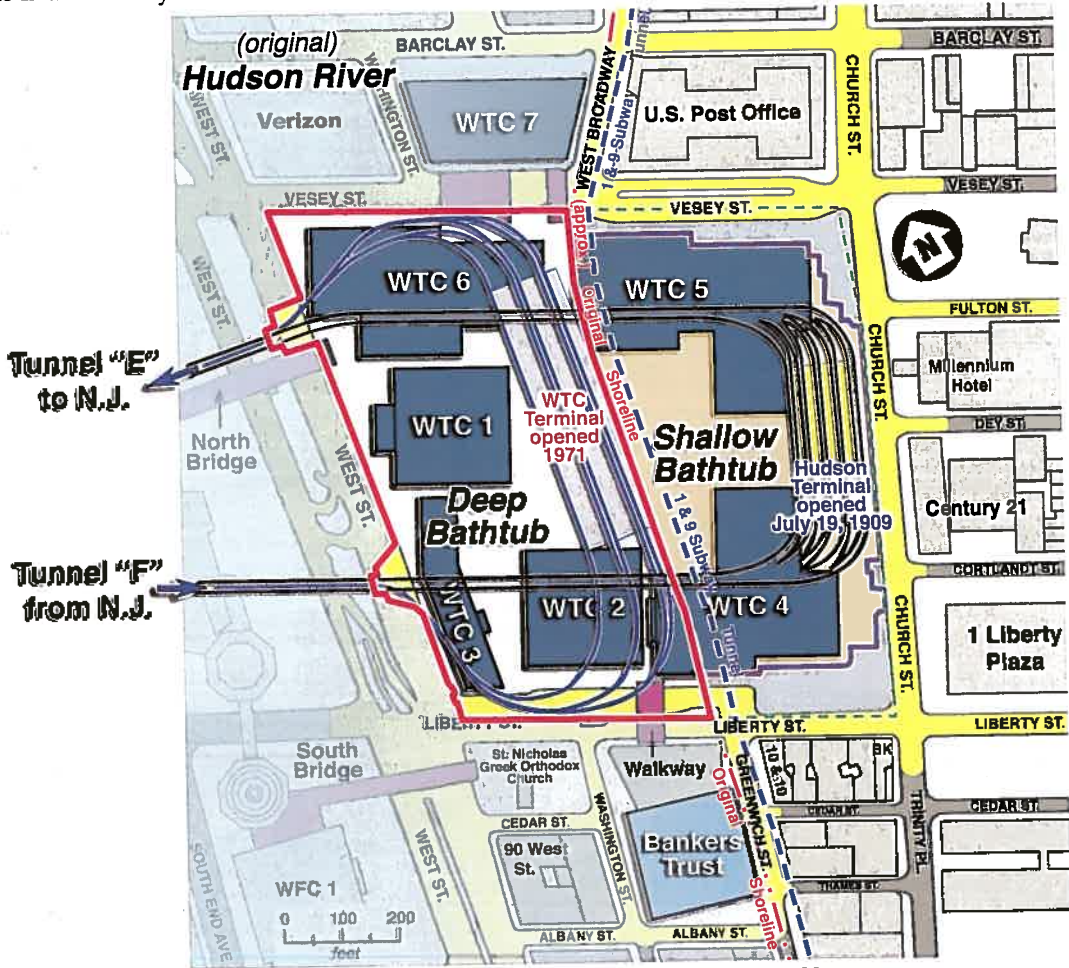 (original)
Hudson River
BARCLAY ST.
BARCLAY ST.
WEST ST.
WASHINGTON ST.
Verizon
WTC 7
WEST BROADWAY
1 & 9 Subway
Tunnel
U.S. Post Office
CHURCH ST.
VESEY ST.
VESEY ST.
VESEY ST.
(approx)
original
Shoreline
N
WTC 6
WTC 5
WEST ST.
FULTON ST.
Tunnel "E"
to N.J.
CHURCH ST.
Millennium
Hotel
North
Bridge
WTC 1
WTC
Terminal
opened
1971
DEY ST.
Shallow
Bathtub
WEST ST.
Deep
Bathtub
Hudson
Terminal
opened
July 19, 1909
Century 21
1 & 9 Subway
Tunnel
Tunnel "F"
from N.J.
CORTLANDT ST.
WTC 3
WTC 2
WTC 4
CHURCH ST.
1 Liberty
Plaza
LIBERTY ST.
LIBERTY ST.
LIBERTY ST.
South
Bridge
St. Nicholas
Greek Orthodox
Church
Walkway
Original
GREENWICH ST.
Shoreline
10 & 10
BK
CEDAR ST.
CEDAR ST.
CEDAR ST.
TRINITY PL.
WASHINGTON ST.
90 West
St.
Bankers
Trust
THAMES ST.
WEST ST.
SOUTH END AVE
WFC 1
0 100 200
feet
ALBANY ST.
ALBANY ST.